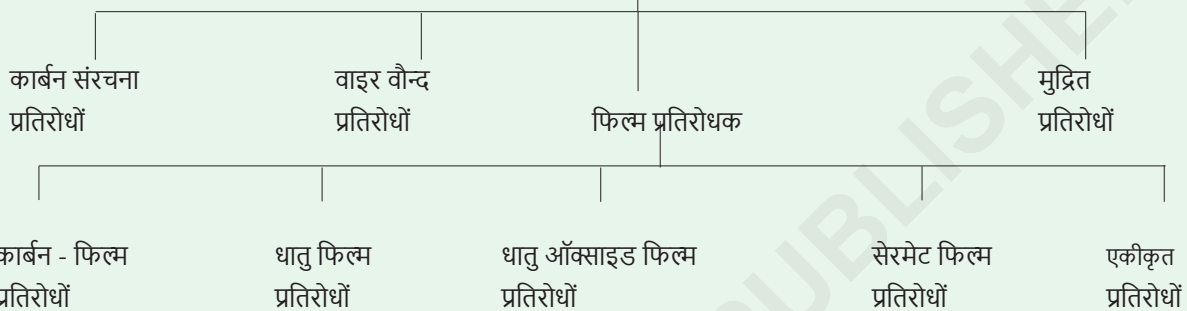 कार्बन संरचना
प्रतिरोधों
वाइर वौन्द
प्रतिरोधों
फिल्म प्रतिरोधक
मुद्रित
प्रतिरोधों
कार्बन - फिल्म
प्रतिरोधों
धातु फिल्म
प्रतिरोधों
धातु ऑक्साइड फिल्म
प्रतिरोधों
सेरमेट फिल्म
प्रतिरोधों
एकीकृत
प्रतिरोधों